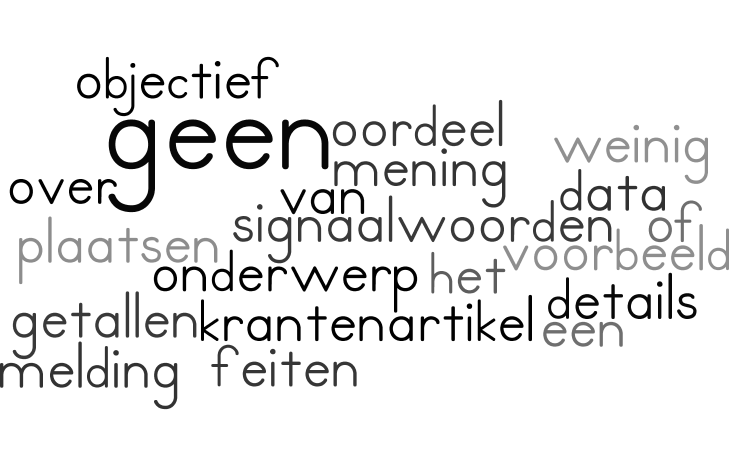 objectief
geen oordeel weinig
mening
over van data
signaalwoorden of
plaatsen voorbeeld
onderwerp het
getallen krantenartikel details
een
melding feiten